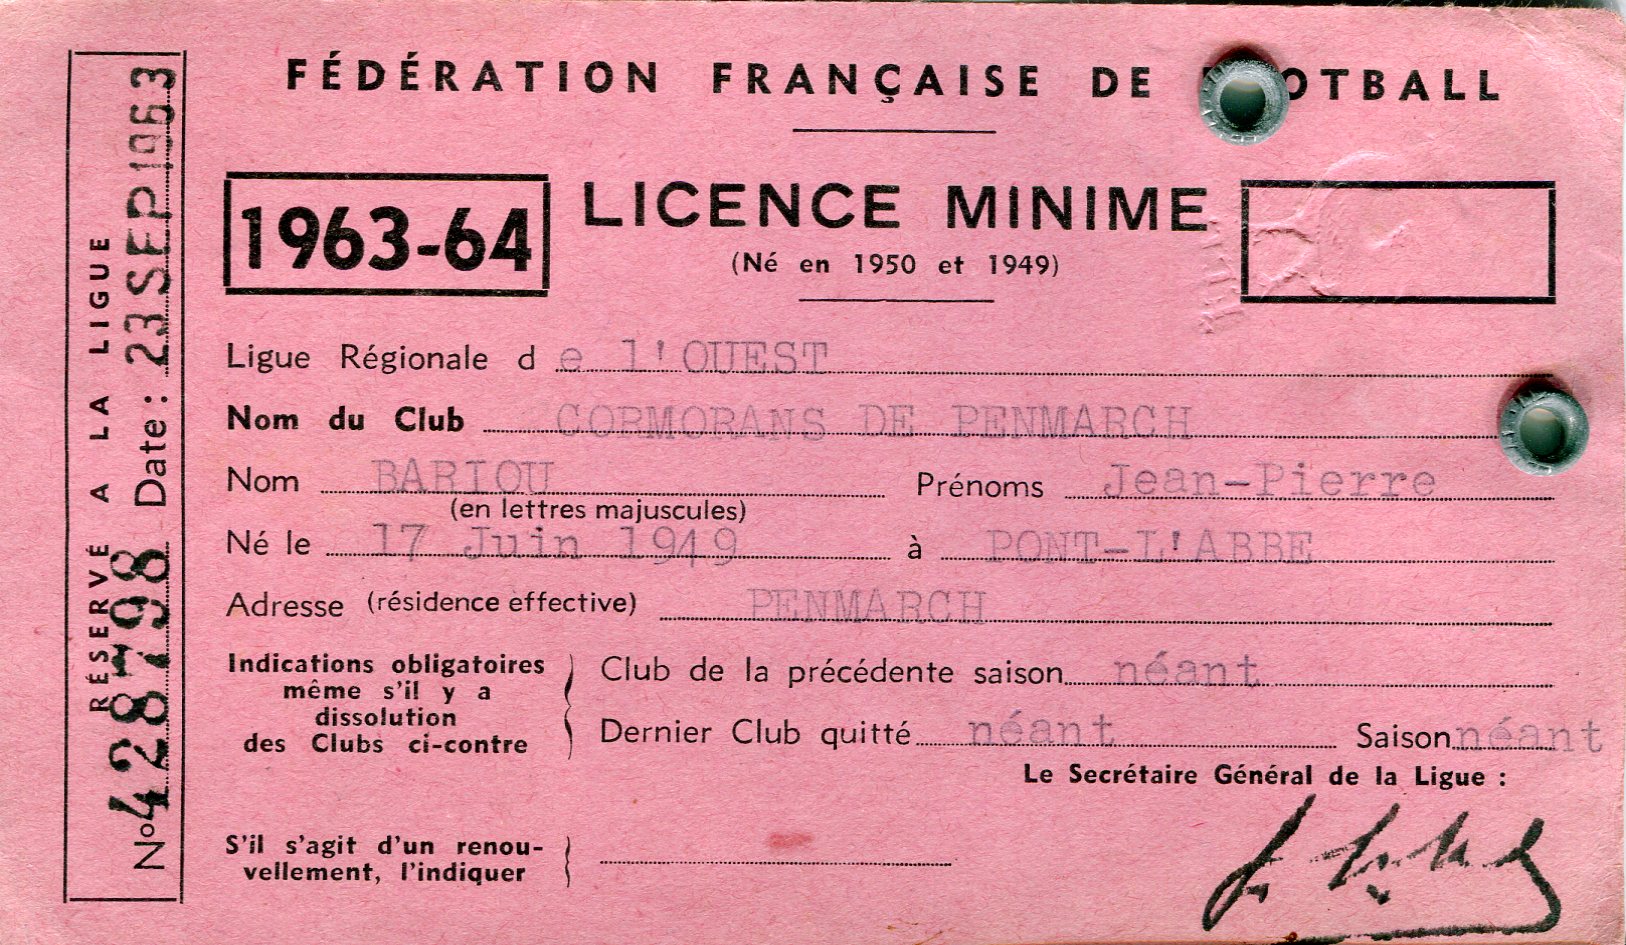 FÉDÉRATION FRANÇAISE DE FOOTBALL
1963-64
LICENCE MINIME
(Né en 1950 et 1949)
Ligue Régionale d e l'OUEST
Nom du Club CORMORANS DE PENMARCH
Nom BARIOU Prénoms Jean-Pierre
(en lettres majuscules)
Né le 17 Juin 1949 à PONT-L'ABBE
Adresse (résidence effective) PENMARCH
Indications obligatoires
même s'il y a
dissolution
des Clubs ci-contre
Club de la précédente saison néant
Dernier Club quitté néant Saison néant
Le Secrétaire Général de la Ligue :
S'il s'agit d'un renou-
vellement, l'indiquer
RÉSERVÉ A LA LIGUE
No 428798 Date : 23 SEP 1963